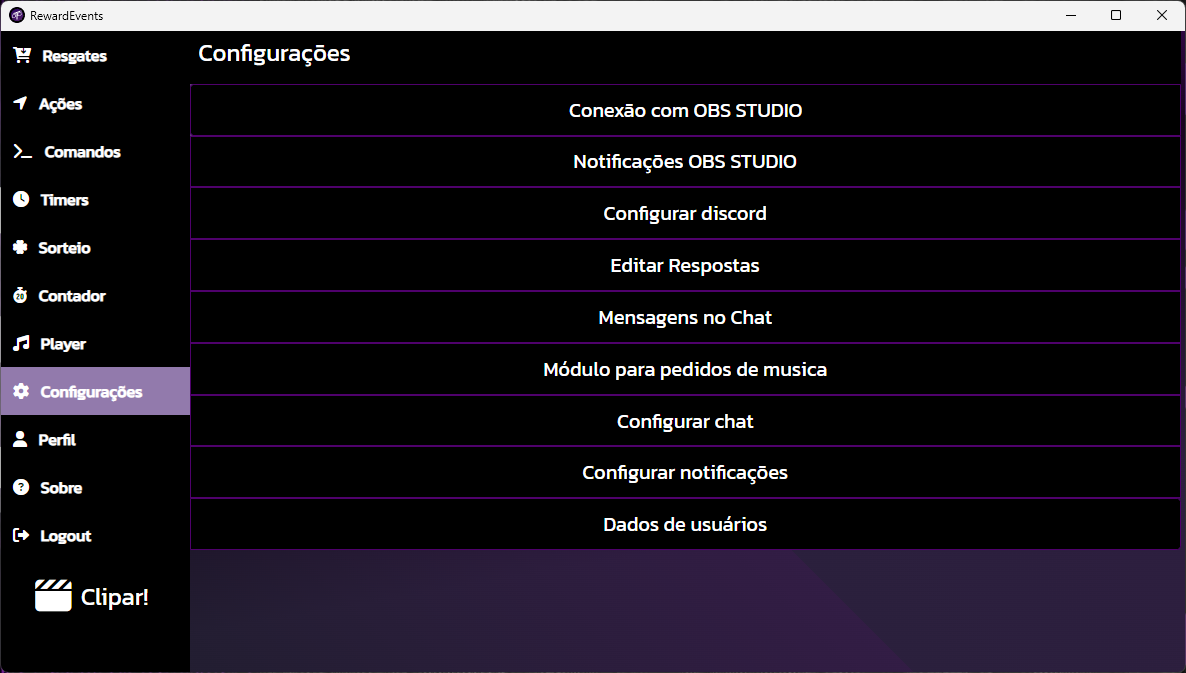 RewardEvents
Resgates
Ações
Comandos
Timers
Sorteio
Contador
Player
Configurações
Perfil
Sobre
Logout
Clipar!
Configurações
Conexão com OBS STUDIO
Notificações OBS STUDIO
Configurar discord
Editar Respostas
Mensagens no Chat
Módulo para pedidos de musica
Configurar chat
Configurar notificações
Dados de usuários